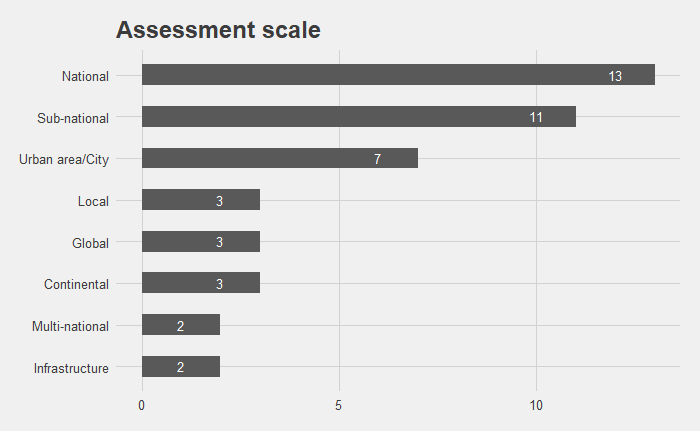 Assessment scale
National 13
Sub-national 11
Urban area/City 7
Local 3
Global 3
Continental 3
Multi-national 2
Infrastructure 2
0 5 10